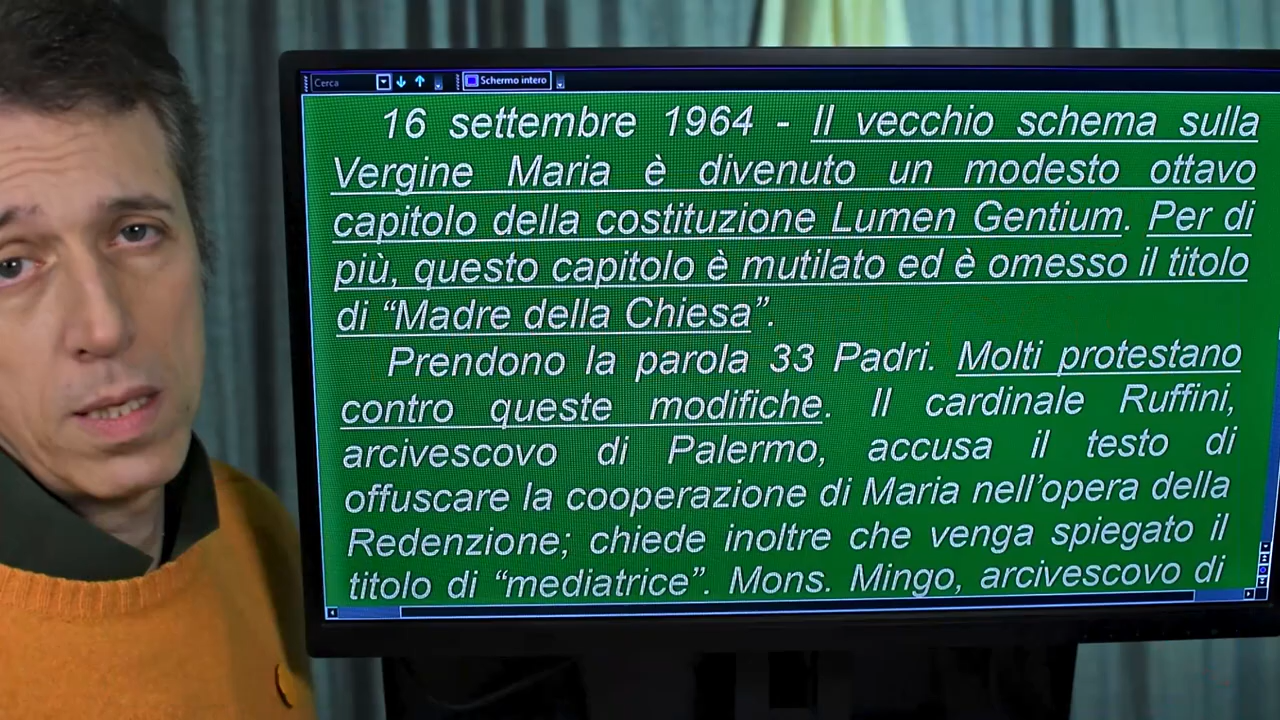 Cerca
Schermo intero
16 settembre 1964 - Il vecchio schema sulla
Vergine Maria è divenuto un modesto ottavo
capitolo della costituzione Lumen Gentium. Per di
più, questo capitolo è mutilato ed è omesso il titolo
di “Madre della Chiesa”.
Prendono la parola 33 Padri. Molti protestano
contro queste modifiche. Il cardinale Ruffini,
arcivescovo di Palermo, accusa il testo di
offuscare la cooperazione di Maria nell’opera della
Redenzione; chiede inoltre che venga spiegato il
titolo di “mediatrice”. Mons. Mingo, arcivescovo di